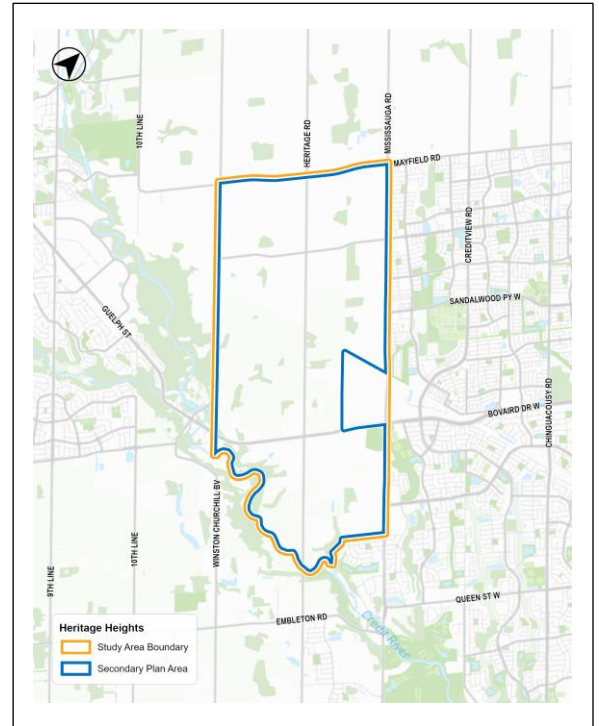 10TH LINE
HERITAGE RD
MISSISSAUGA RD
MAYFIELD RD
CREDITVIEW RD
SANDALWOOD PY W
GUELPH ST
BOVAIRD DR W
CHINGUACOUSY RD
WINSTON CHURCHILL BV
10TH LINE
9TH LINE
QUEEN ST W
EMBLETON RD
Credit River
Heritage Heights
Study Area Boundary
Secondary Plan Area